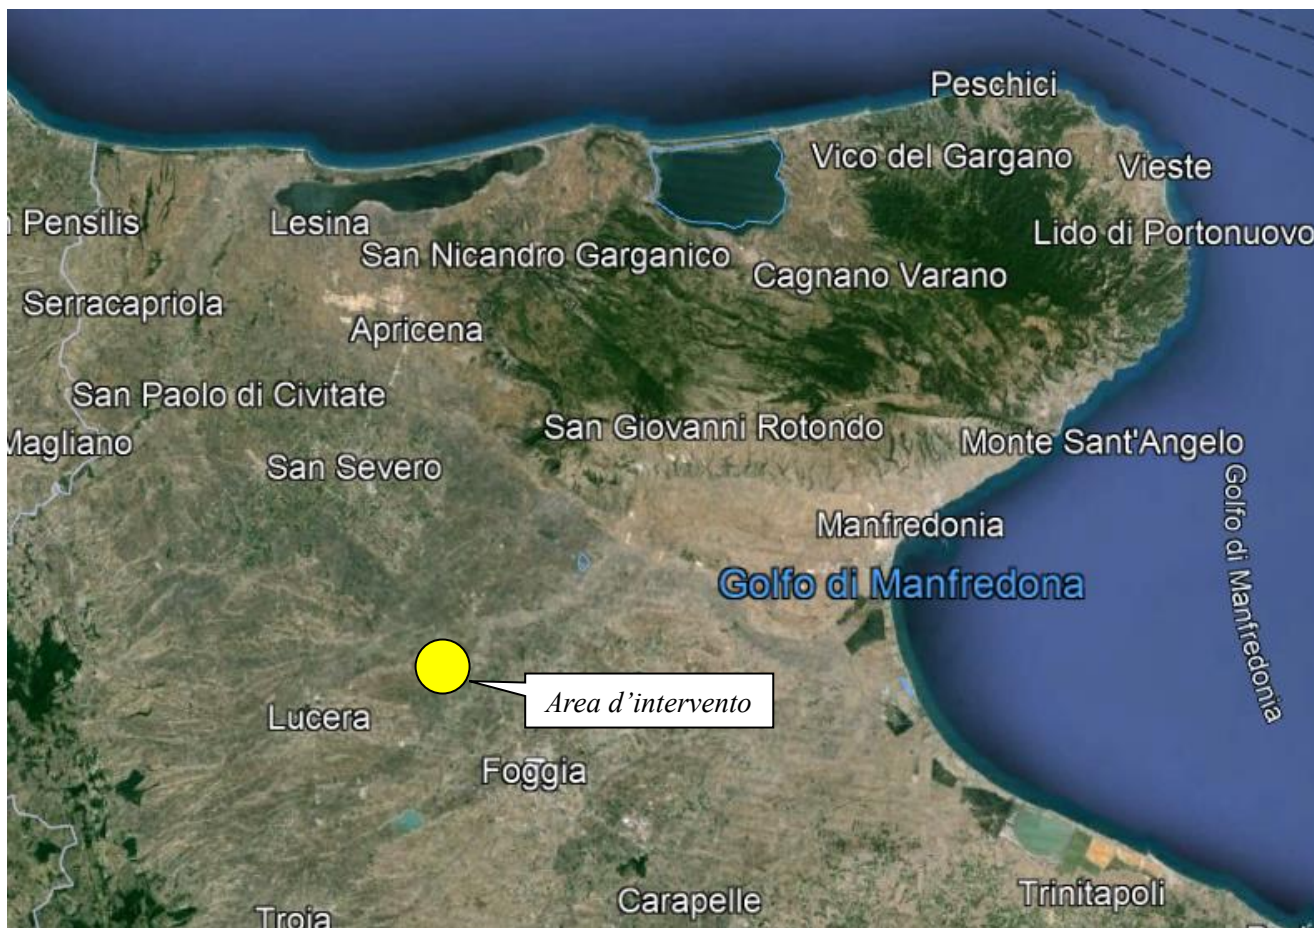 Peschici
Vico del Gargano
Vieste
n Pensilis
Lesina
Lido di Portonuovo
San Nicandro Garganico
Cagnano Varano
Serracapriola
Apricena
San Paolo di Civitate
San Giovanni Rotondo
Magliano
Monte Sant'Angelo
San Severo
Golfo di Manfredonia
Manfredonia
Golfo di Manfredona
Area d'intervento
Lucera
Foggia
Carapelle
Trinitapoli
Troia